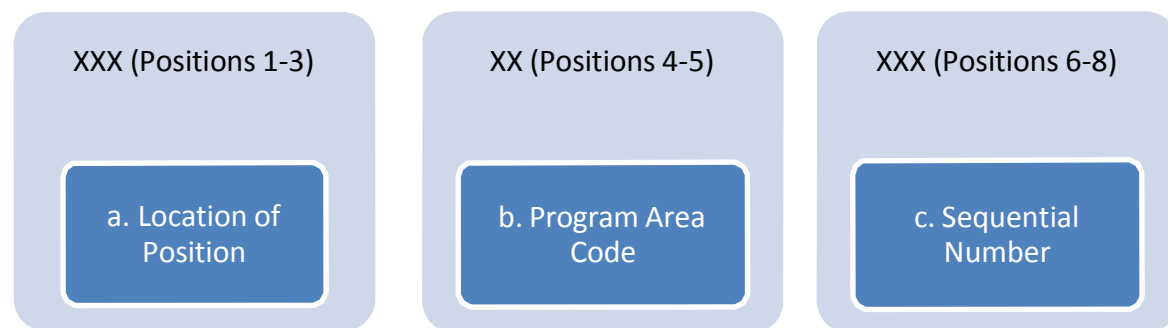 XXX (Positions 1-3)
a. Location of
Position
XX (Positions 4-5)
b. Program Area
Code
XXX (Positions 6-8)
c. Sequential
Number